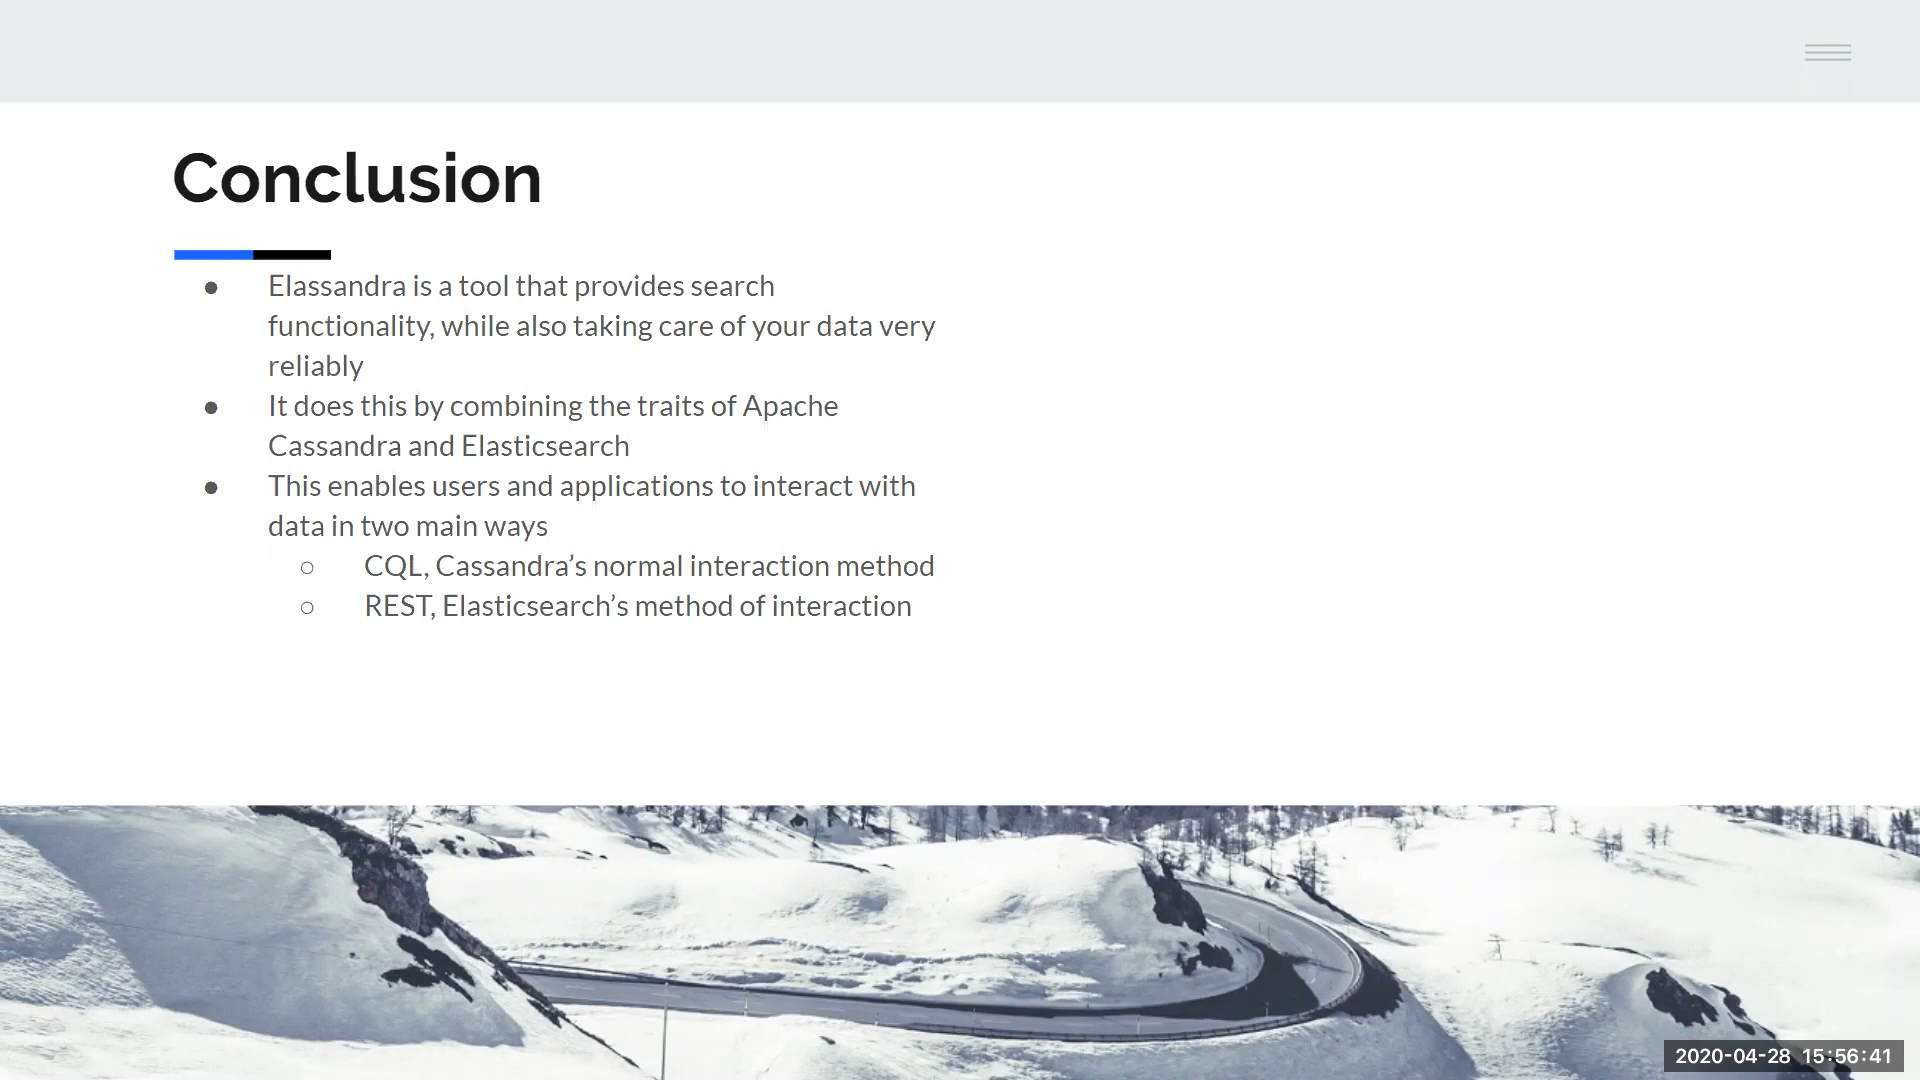 Conclusion
● Elassandra is a tool that provides search
functionality, while also taking care of your data very
reliably
● It does this by combining the traits of Apache
Cassandra and Elasticsearch
● This enables users and applications to interact with
data in two main ways
○ CQL, Cassandra’s normal interaction method
○ REST, Elasticsearch’s method of interaction
2020-04-28 15:56:41